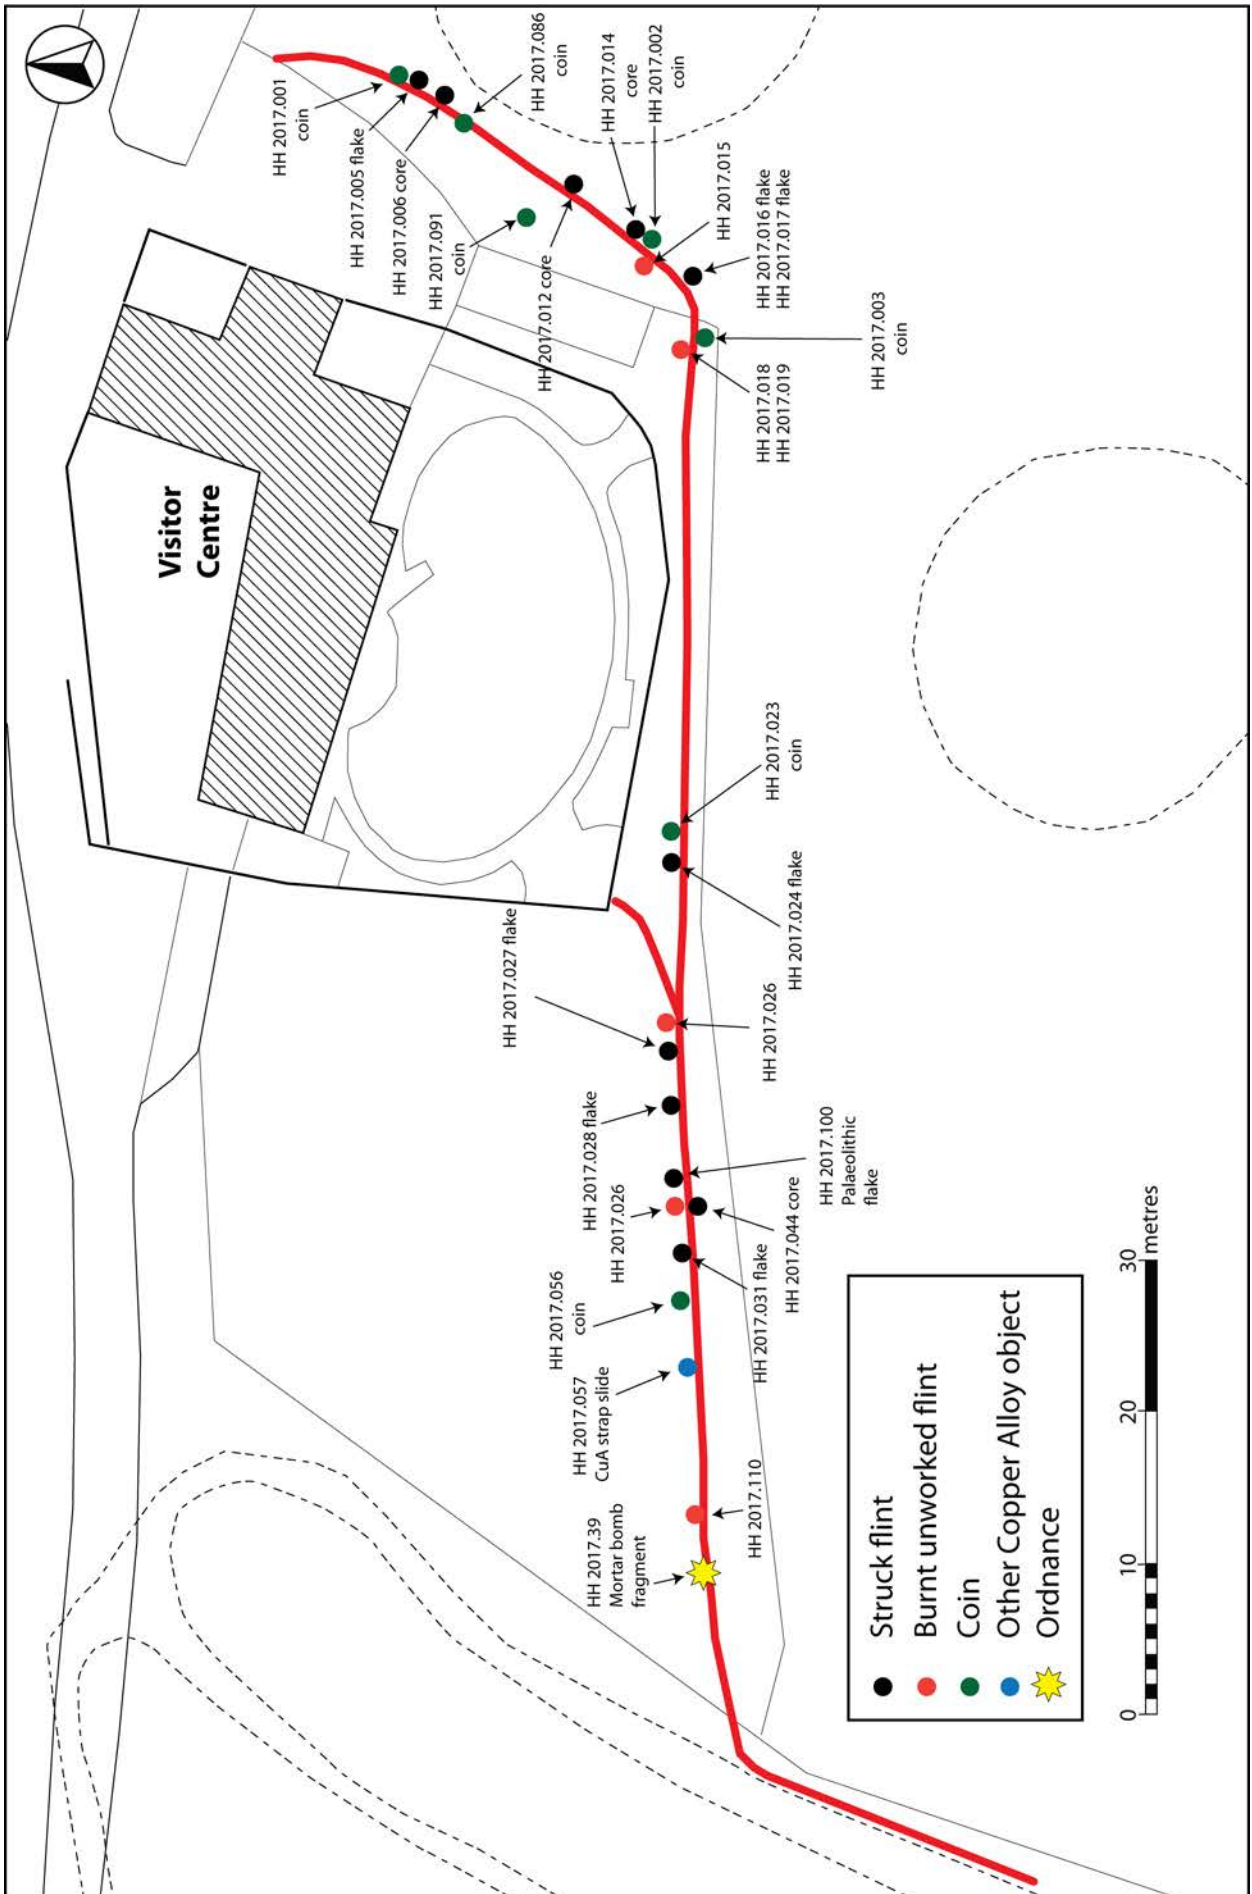 Visitor
Centre
HH 2017.001
coin
HH 2017.005 flake
HH 2017.006 core
HH 2017.091
coin
HH 2017.086
coin
HH 2017.012 core
HH 2017.014
core
HH 2017.002
coin
HH 2017.015
HH 2017.016 flake
HH 2017.017 flake
HH 2017.003
coin
HH 2017.018
HH 2017.019
HH 2017.023
coin
HH 2017.024 flake
HH 2017.027 flake
HH 2017.026
HH 2017.028 flake
HH 2017.100
Palaeolithic
flake
HH 2017.026
HH 2017.044 core
HH 2017.031 flake
HH 2017.056
coin
HH 2017.057
CuA strap slide
HH 2017.110
HH 2017.39
Mortar bomb
fragment
Struck flint
Burnt unworked flint
Coin
Other Copper Alloy object
Ordnance
0 10 20 30
metres